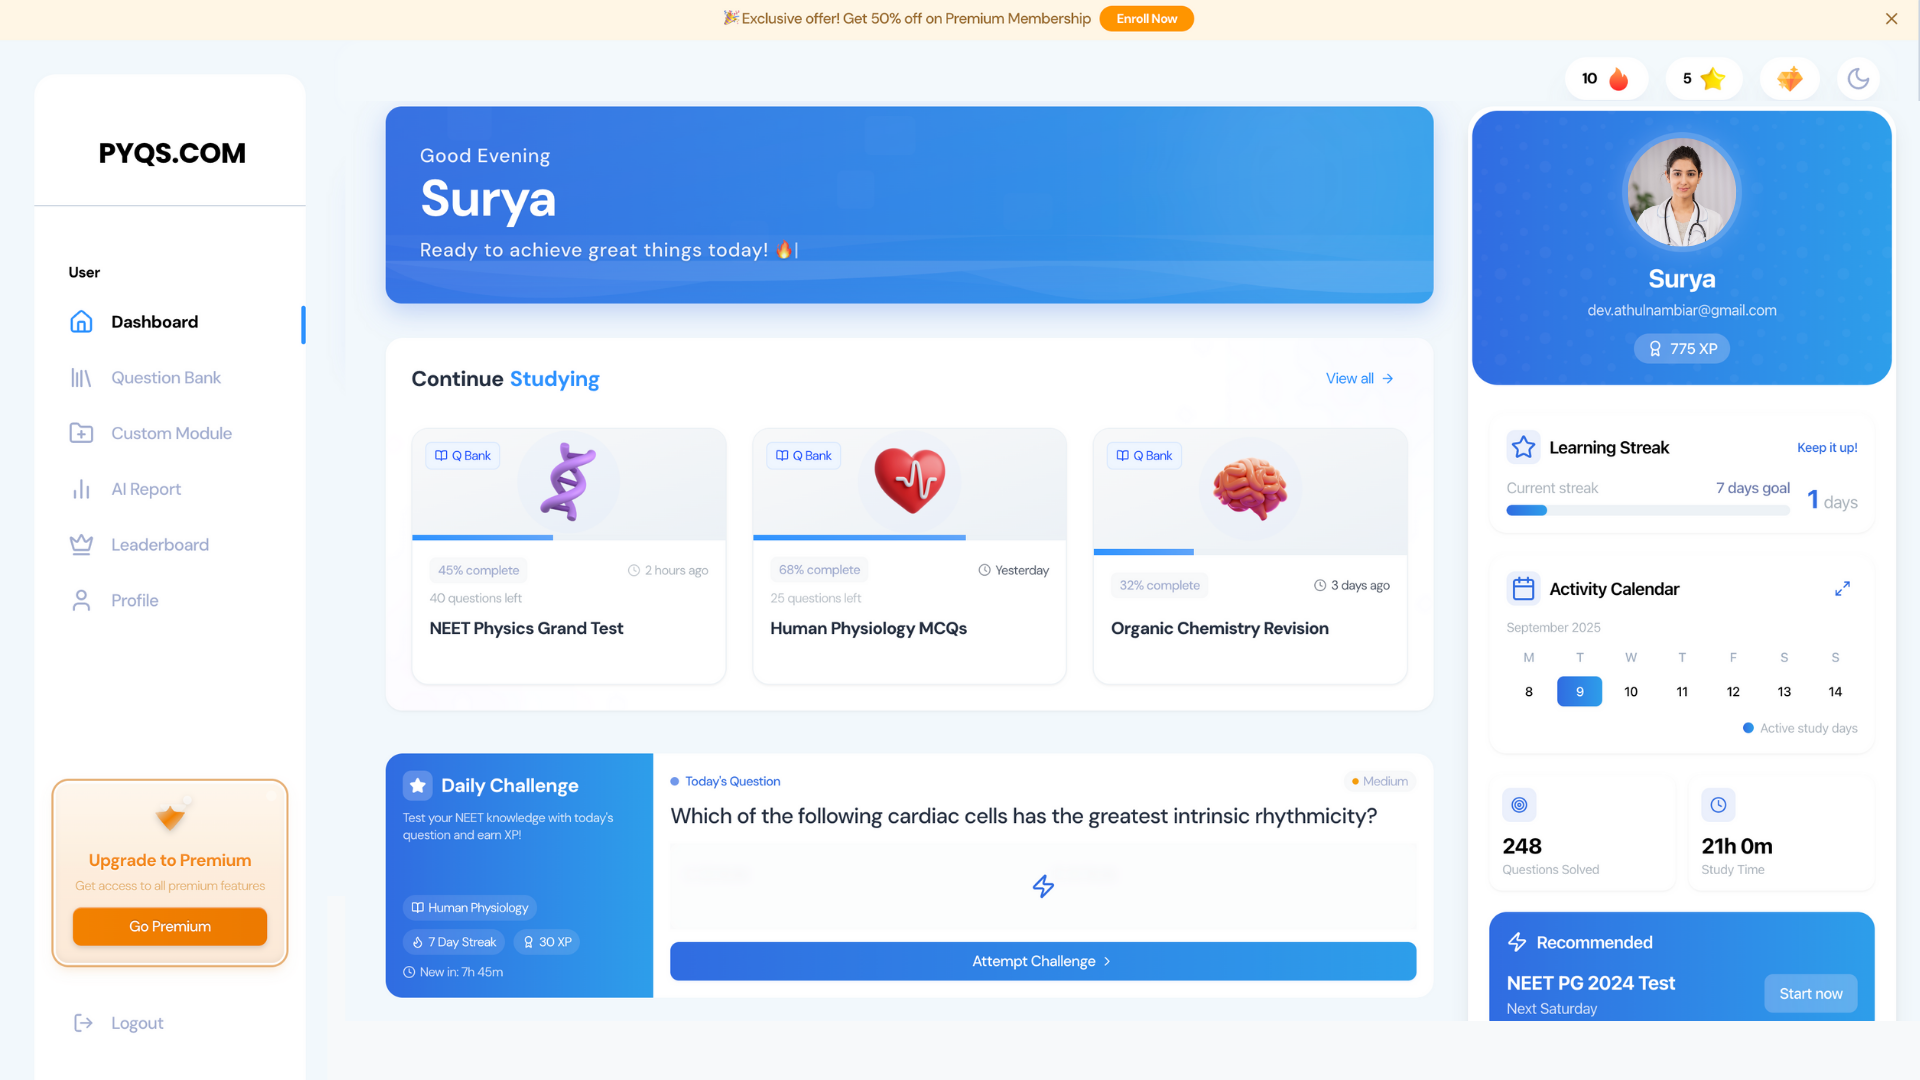 🎉Exclusive offer! Get 50% off on Premium Membership
Enroll Now
10
5
PYQS.COM
User
Dashboard
Question Bank
Custom Module
AI Report
Leaderboard
Profile
Upgrade to Premium
Get access to all premium features
Go Premium
Logout
Good Evening
Surya
Ready to achieve great things today! 🔥|
Continue Studying
View all
Q Bank
45% complete
2 hours ago
40 questions left
NEET Physics Grand Test
Q Bank
68% complete
Yesterday
25 questions left
Human Physiology MCQs
Q Bank
32% complete
3 days ago
Organic Chemistry Revision
Daily Challenge
Test your NEET knowledge with today's
question and earn XP!
Human Physiology
7 Day Streak
30 XP
New in: 7h 45m
Today's Question
Medium
Which of the following cardiac cells has the greatest intrinsic rhythmicity?
Attempt Challenge
Surya
dev.athulnambiar@gmail.com
775 XP
Learning Streak
Keep it up!
Current streak
7 days goal
1 days
Activity Calendar
September 2025
M T W T F S S
8 9 10 11 12 13 14
Active study days
248
Questions Solved
21h 0m
Study Time
Recommended
NEET PG 2024 Test
Next Saturday
Start now